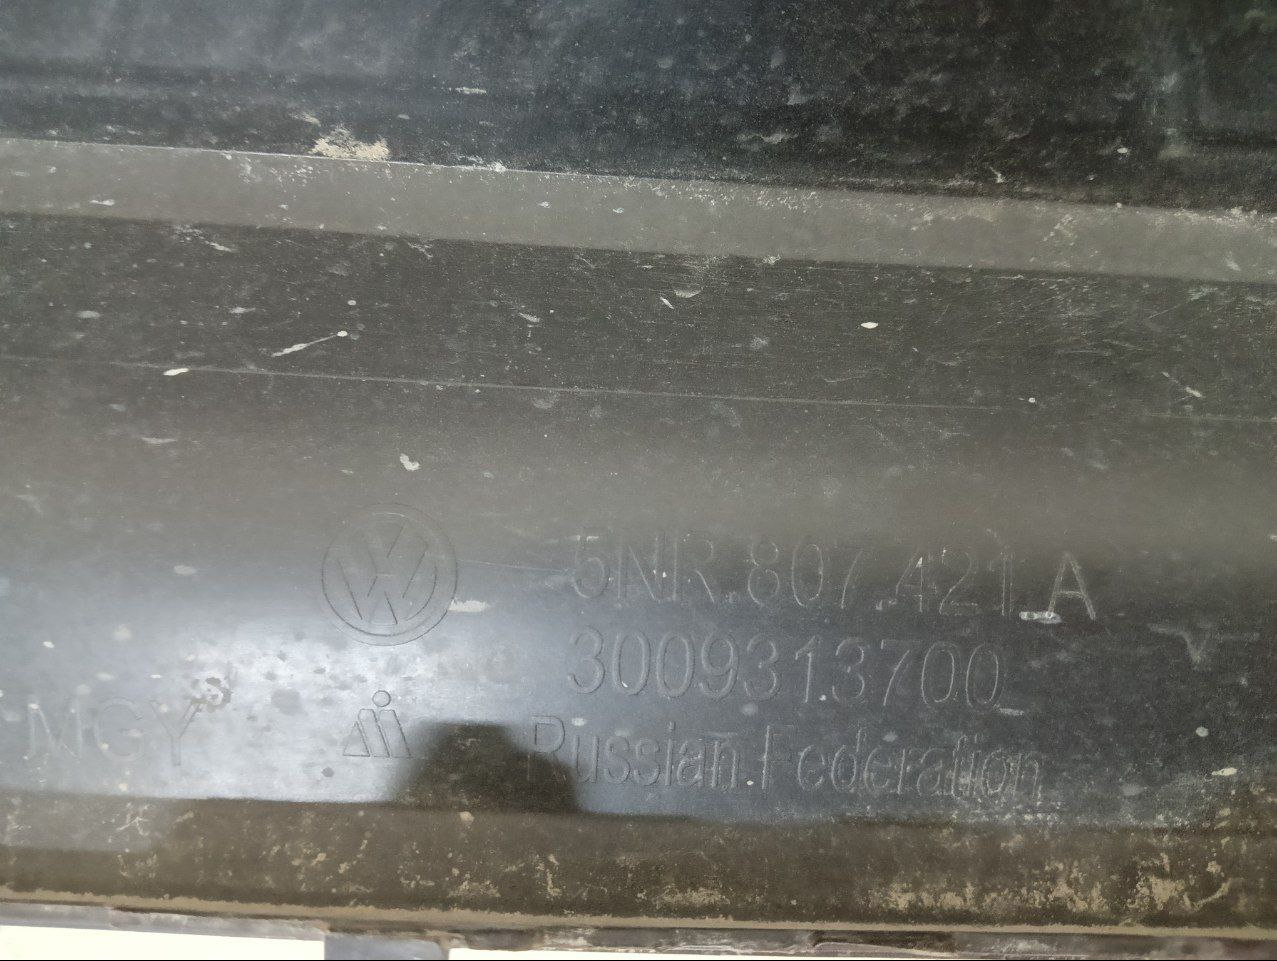 5NR.807.421.A
3009313700
MGY
Russian Federation